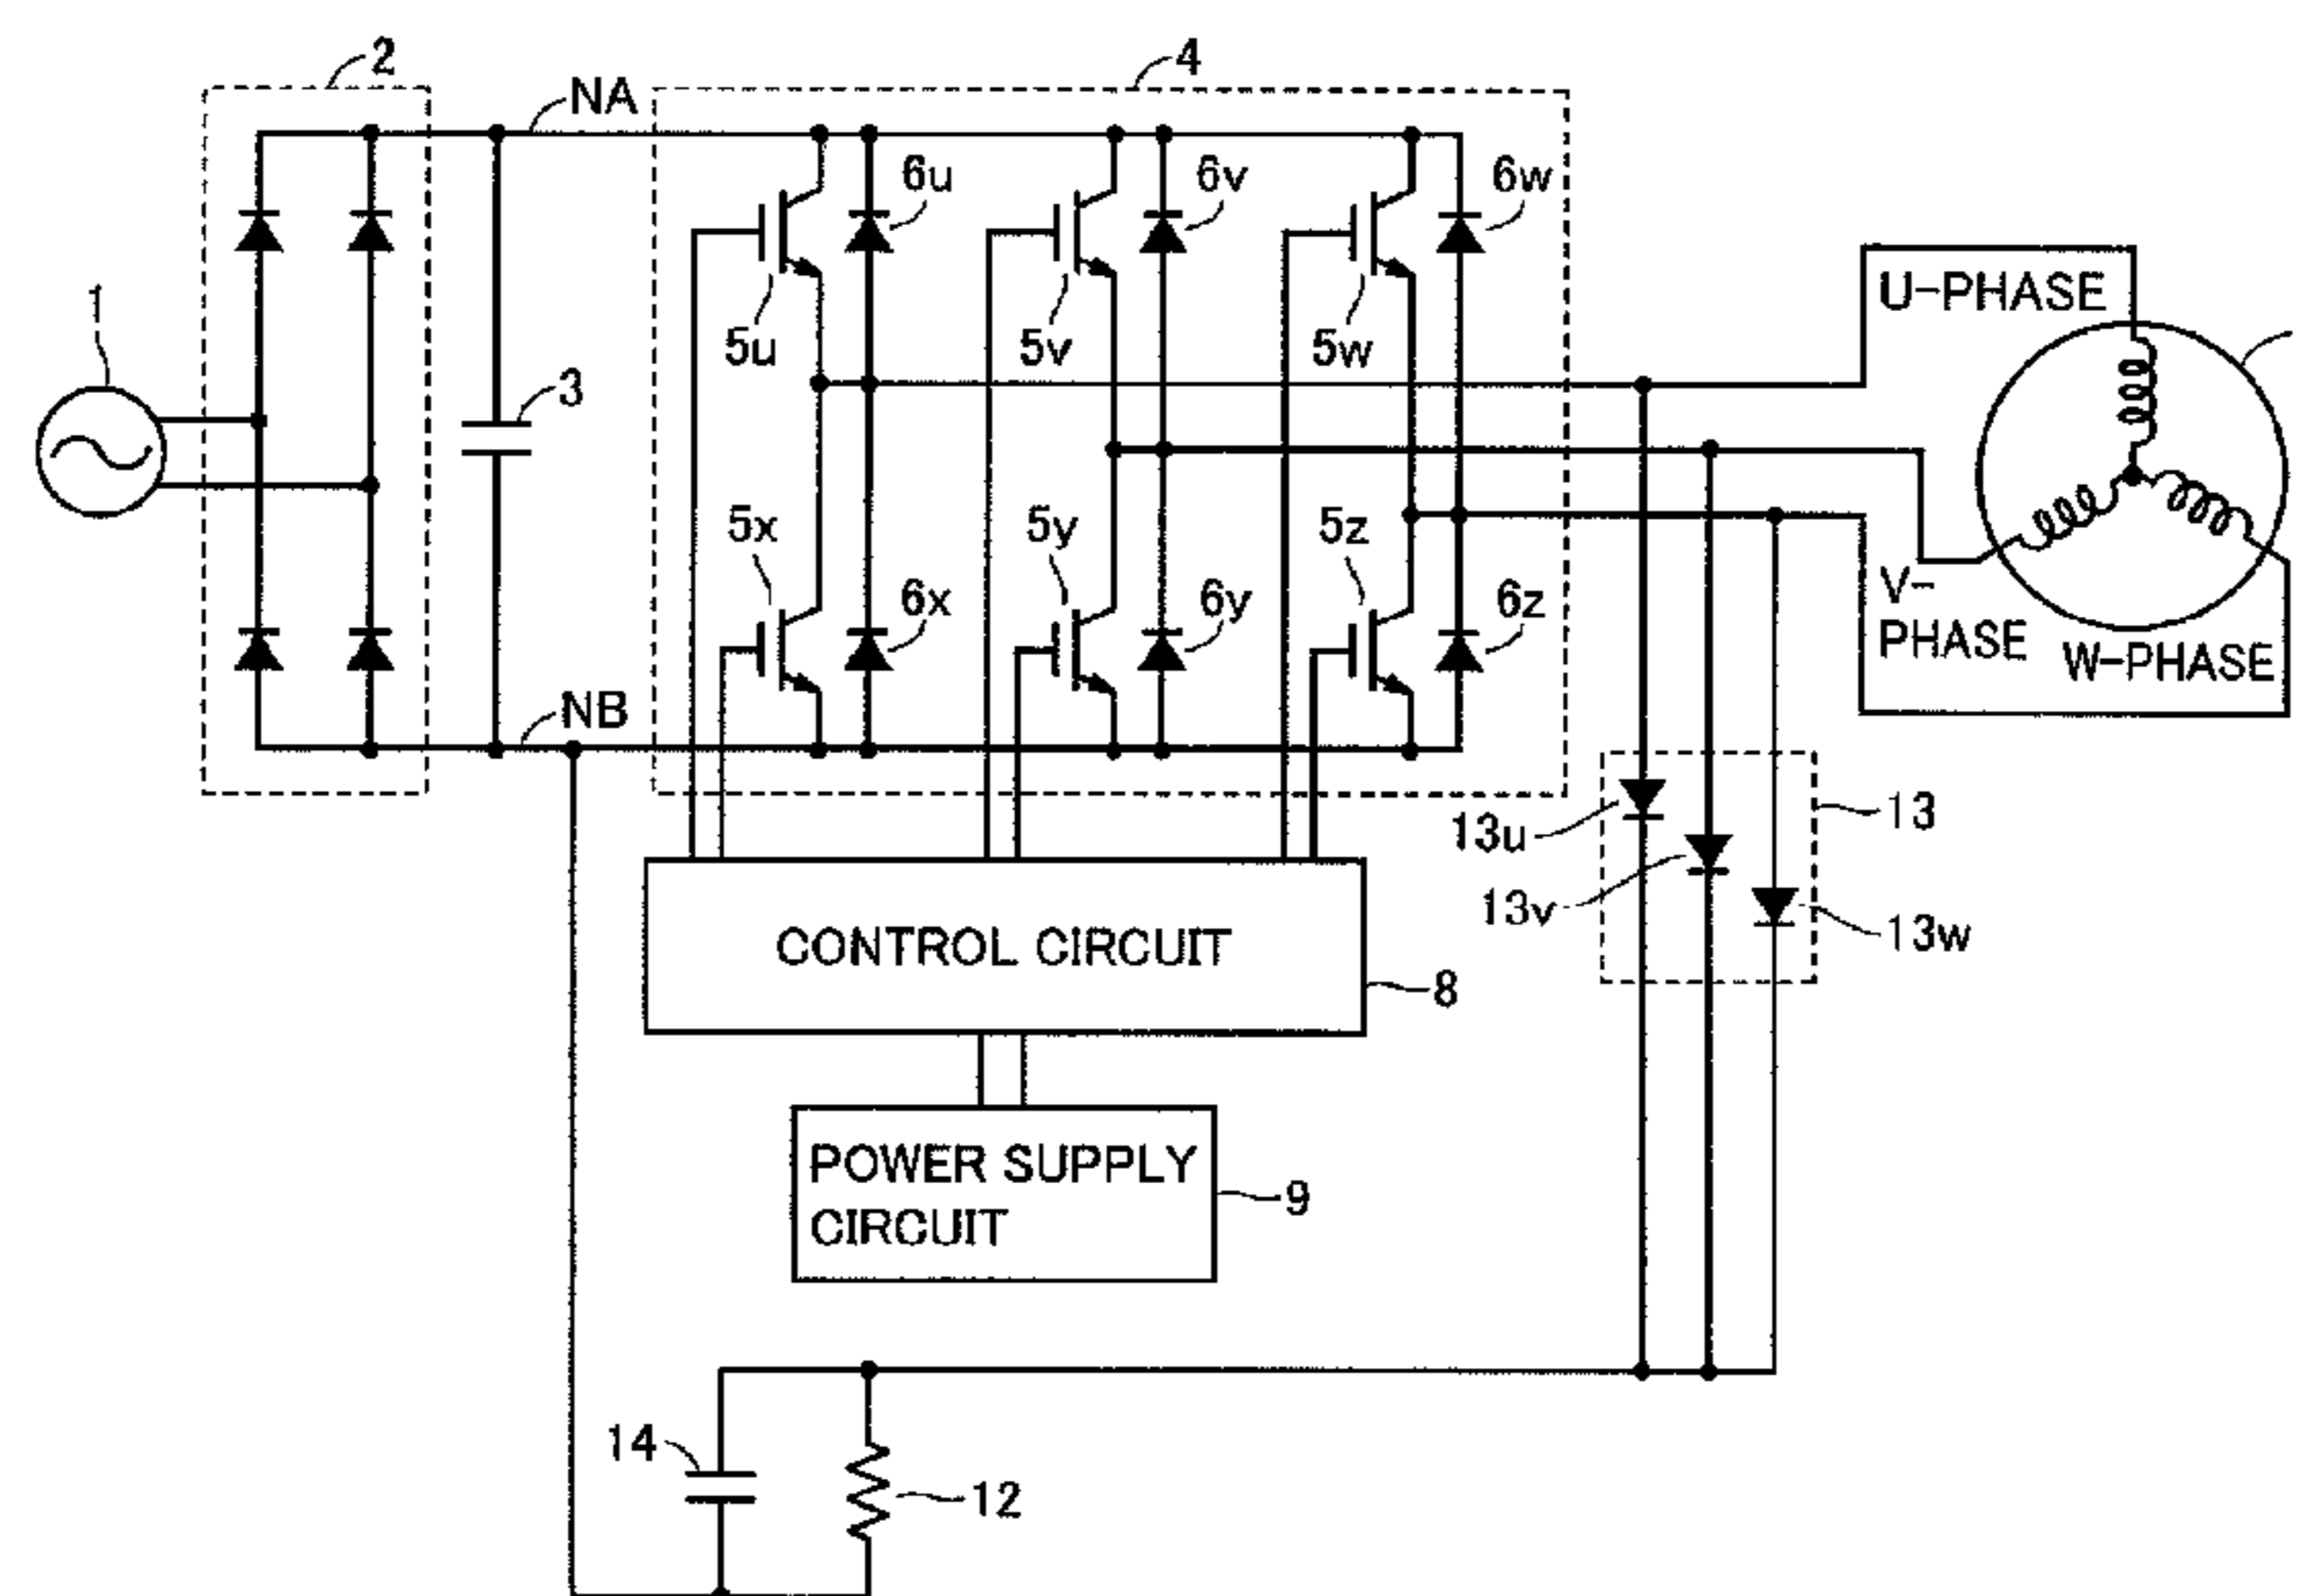 2
4
NA
6u
6v
6w
1
U-PHASE
5u
5v
5w
3
5x
5y
5z
6x
6y
6z
V-
PHASE
W-PHASE
NB
13
13u
13v
13w
CONTROL CIRCUIT
8
POWER SUPPLY
CIRCUIT
9
14
12